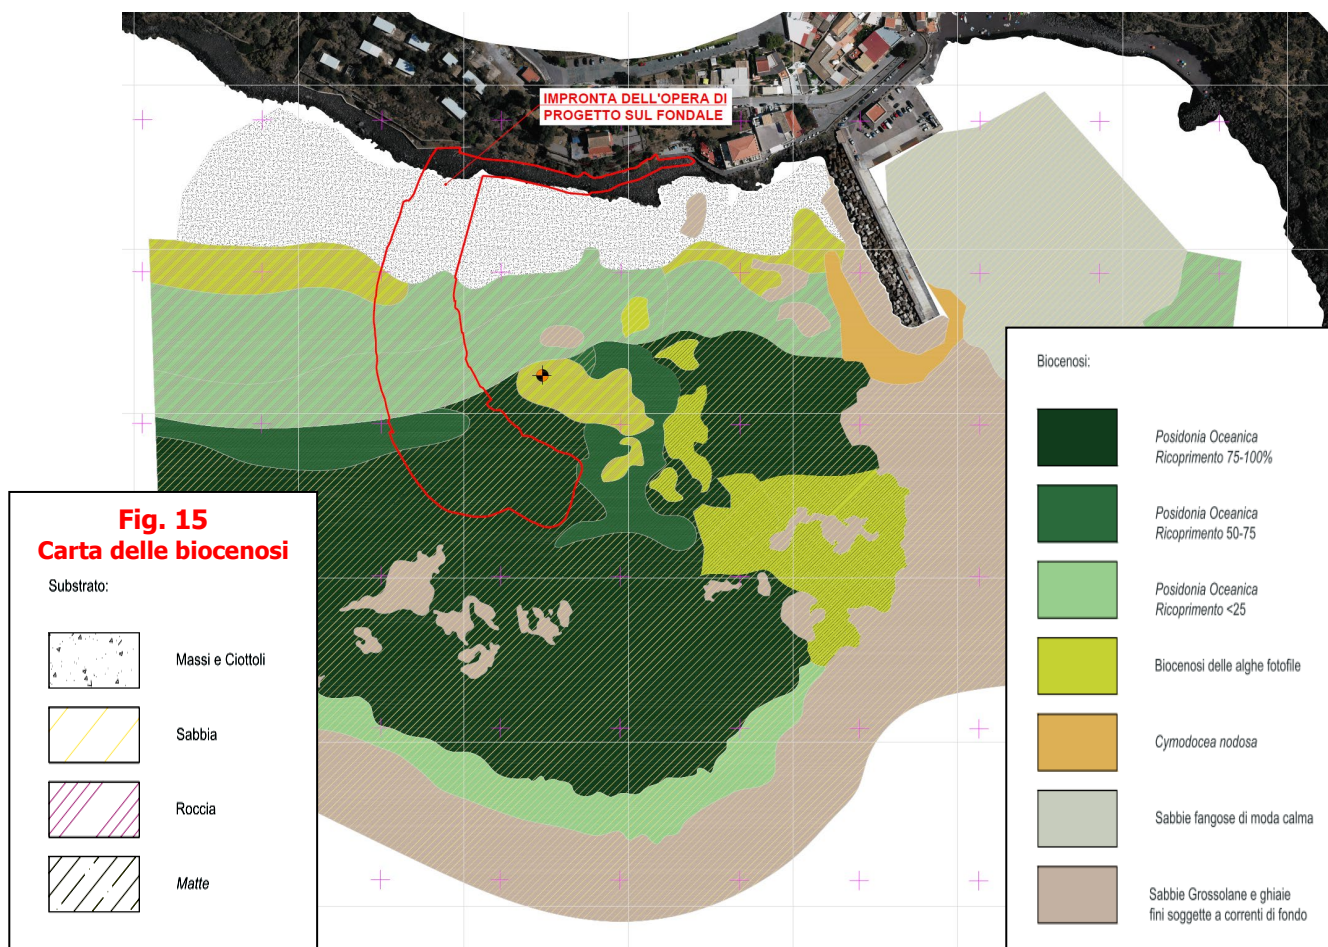 IMPRONTA DELL'OPERA DI
PROGETTO SUL FONDALE
Fig. 15
Carta delle biocenosi
Substrato:
Massi e Ciottoli
Sabbia
Roccia
Matte
Biocenosi:
Posidonia Oceanica
Ricoprimento 75-100%
Posidonia Oceanica
Ricoprimento 50-75
Posidonia Oceanica
Ricoprimento <25
Biocenosi delle alghe fotofile
Cymodocea nodosa
Sabbie fangose di moda calma
Sabbie Grossolane e ghiaie
fini soggette a correnti di fondo